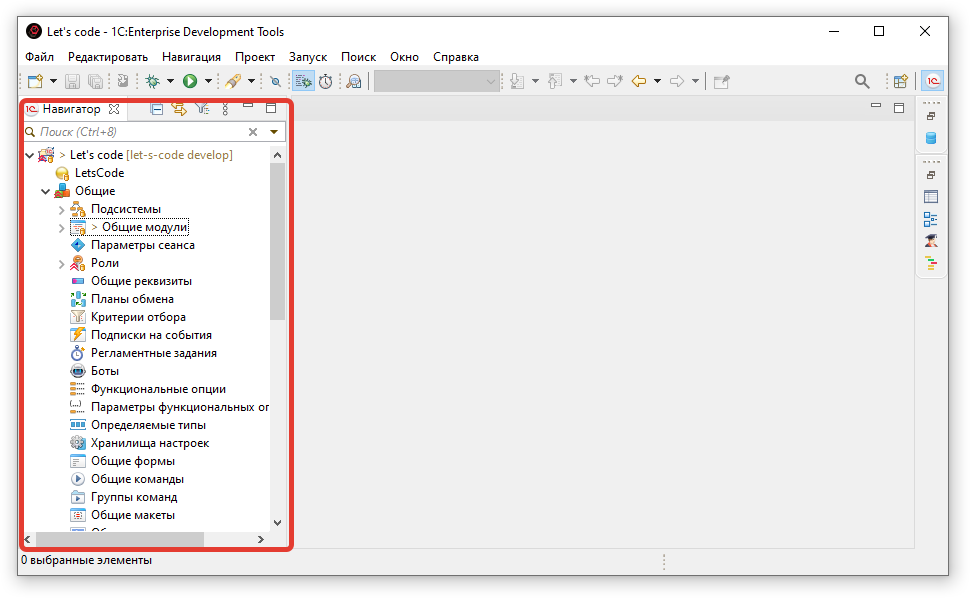 Let's code - 1C:Enterprise Development Tools
Файл Редактировать Навигация Проект Запуск Поиск Окно Справка
Навигатор
Поиск (Ctrl+8)
> Let's code [let-s-code develop]
LetsCode
Общие
Подсистемы
> Общие модули
Параметры сеанса
Роли
Общие реквизиты
Планы обмена
Критерии отбора
Подписки на события
Регламентные задания
Боты
Функциональные опции
Параметры функциональных оп
Определяемые типы
Хранилища настроек
Общие формы
Общие команды
Группы команд
Общие макеты
0 выбранные элементы